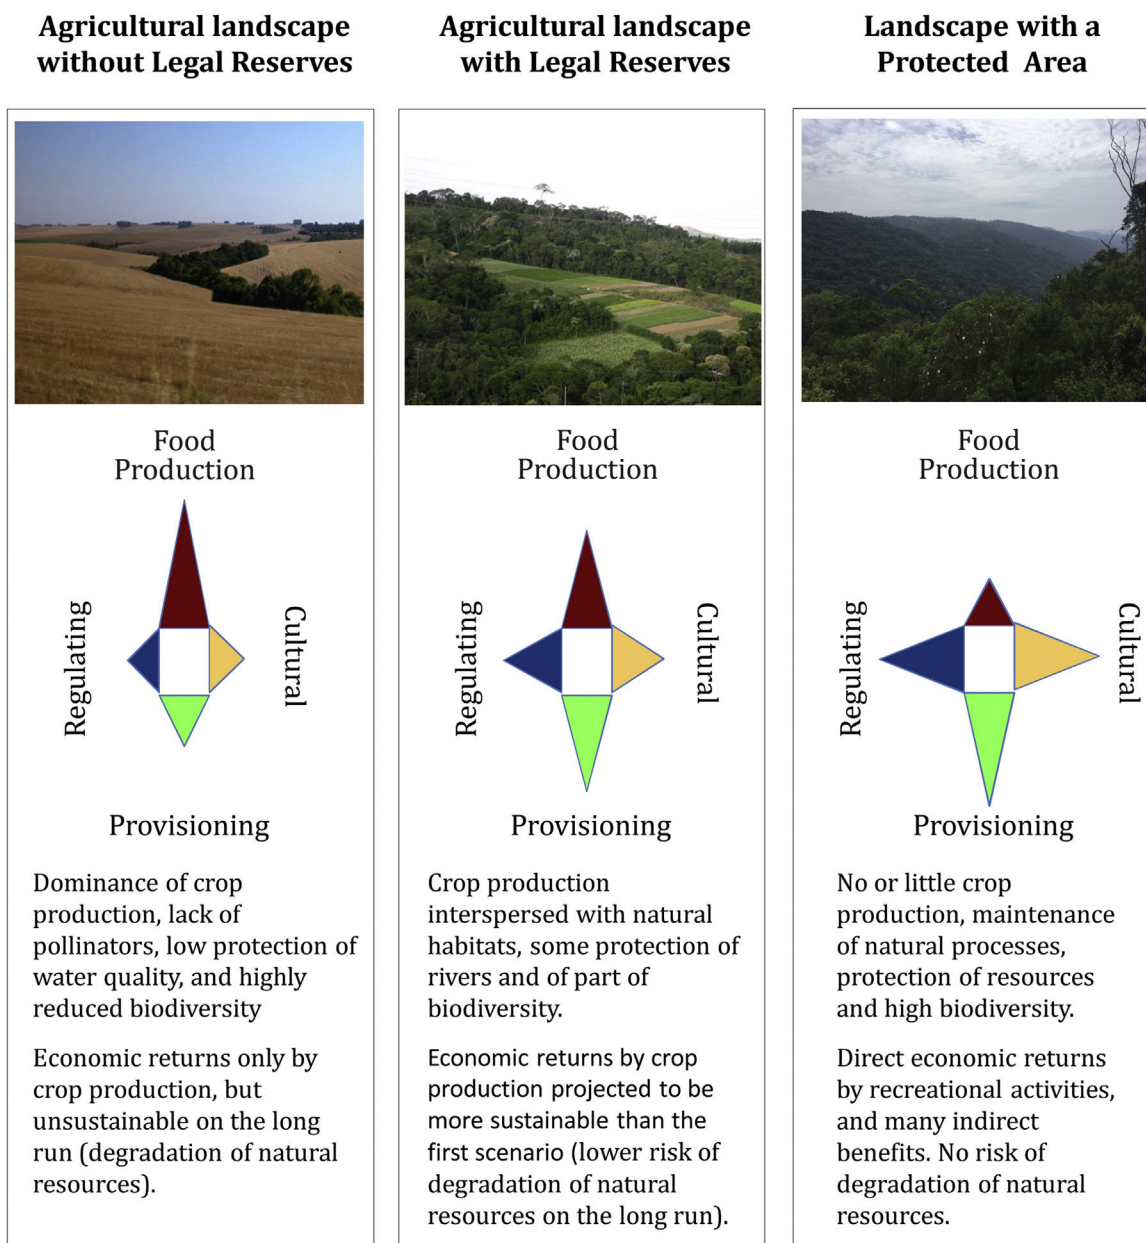 Agricultural landscape
without Legal Reserves
Food
Production
Regulating
Cultural
Provisioning
Dominance of crop
production, lack of
pollinators, low protection of
water quality, and highly
reduced biodiversity
Economic returns only by
crop production, but
unsustainable on the long
run (degradation of natural
resources).
Agricultural landscape
with Legal Reserves
Food
Production
Regulating
Cultural
Provisioning
Crop production
interspersed with natural
habitats, some protection of
rivers and of part of
biodiversity.
Economic returns by crop
production projected to be
more sustainable than the
first scenario (lower risk of
degradation of natural
resources on the long run).
Landscape with a
Protected Area
Food
Production
Regulating
Cultural
Provisioning
No or little crop
production, maintenance
of natural processes,
protection of resources
and high biodiversity.
Direct economic returns
by recreational activities,
and many indirect
benefits. No risk of
degradation of natural
resources.